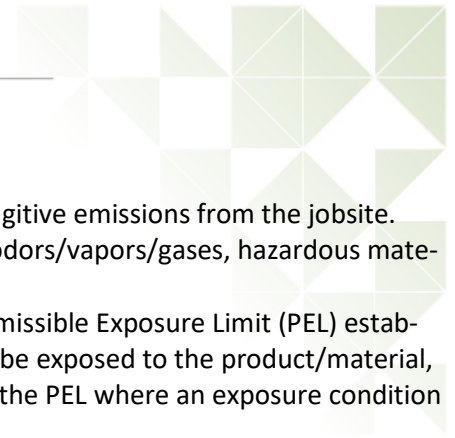 gitive emissions from the jobsite.
odors/vapors/gases, hazardous mate-
missible Exposure Limit (PEL) estab-
be exposed to the product/material,
the PEL where an exposure condition